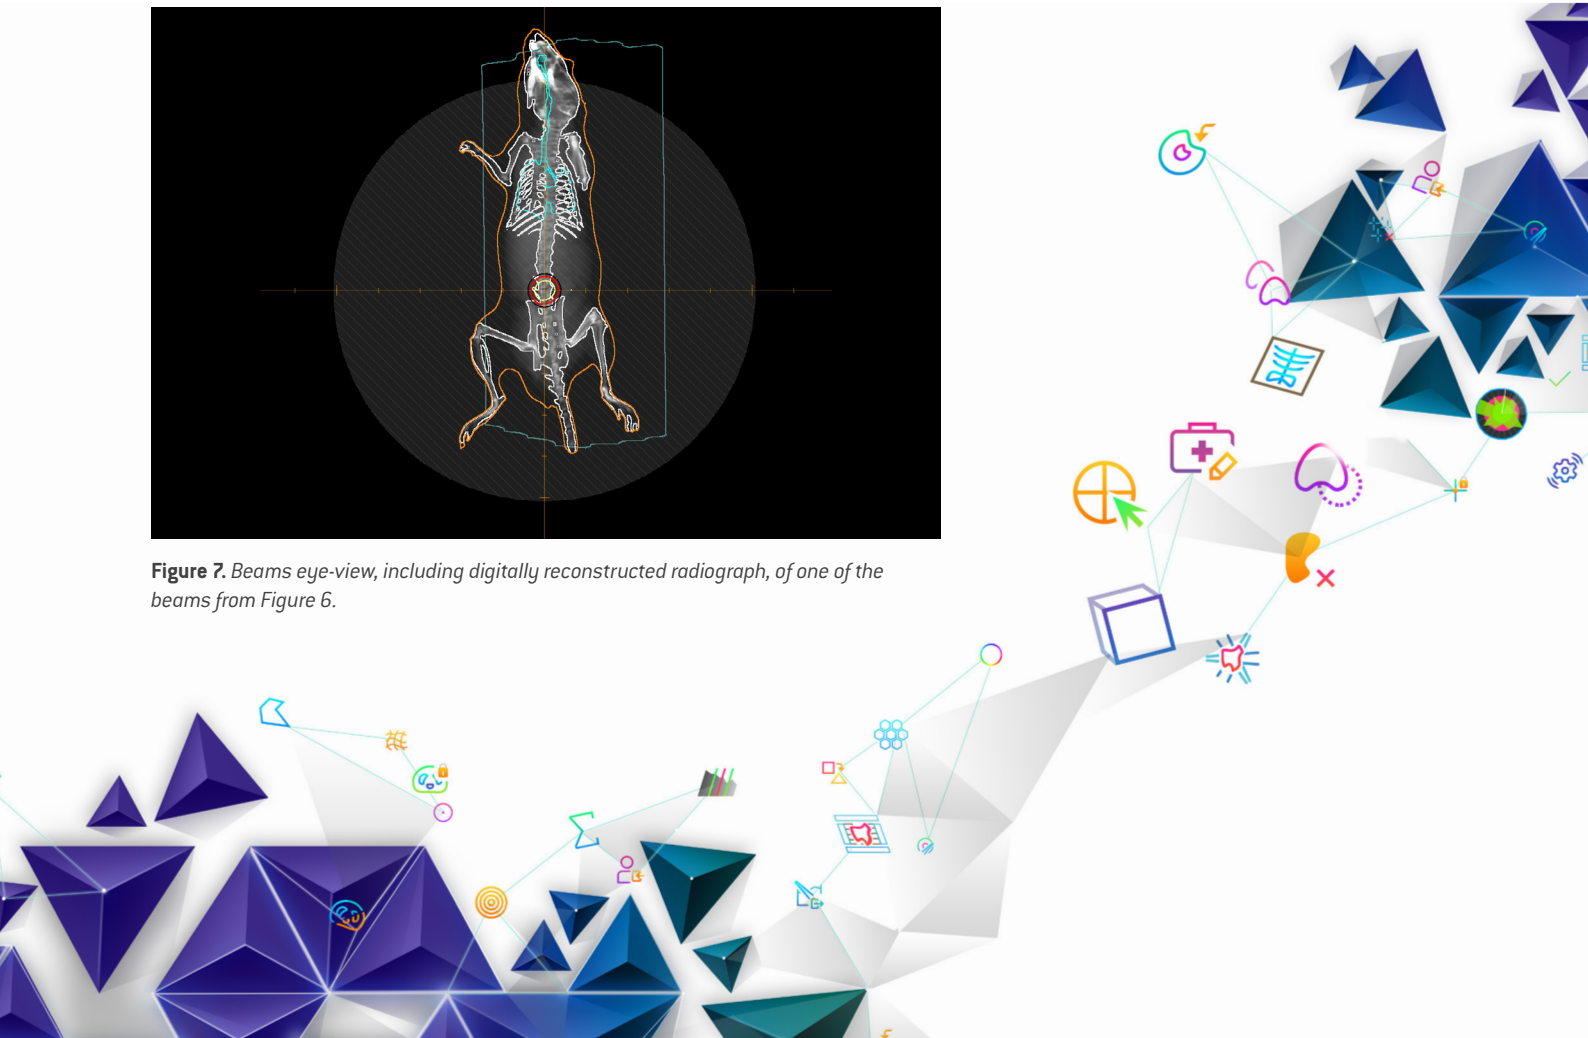 Figure 7. Beams eye-view, including digitally reconstructed radiograph, of one of the
beams from Figure 6.